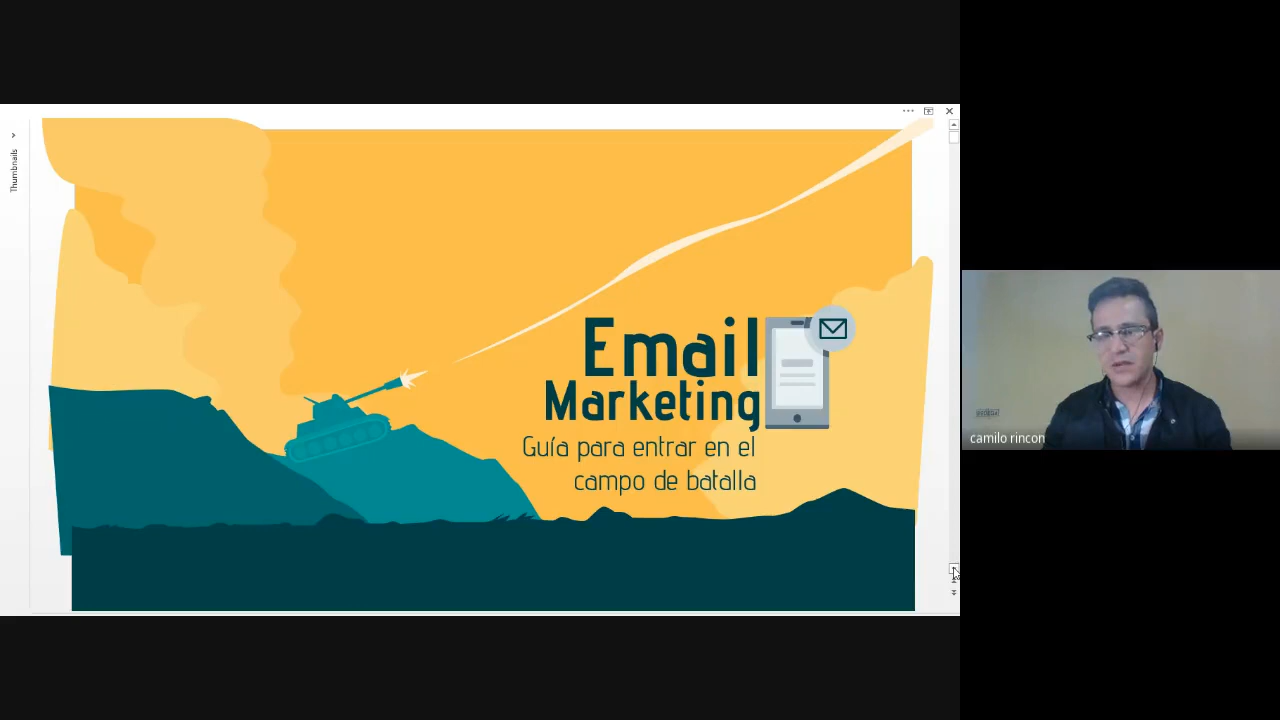 Thumbnails
Email
Marketing
Guía para entrar en el
campo de batalla
camilo rincon